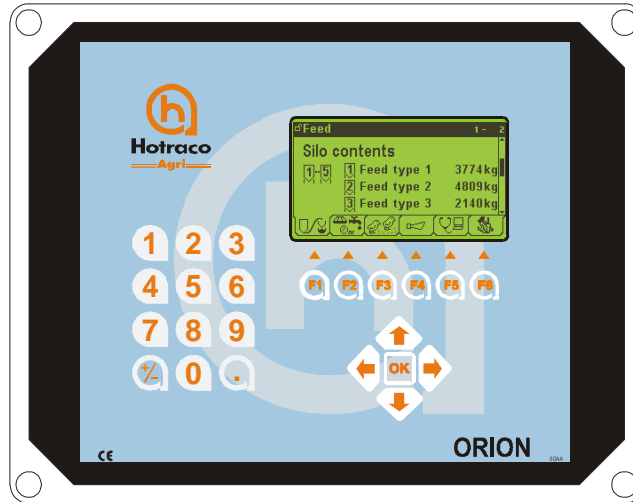 Hotraco
Agri
Feed 1- 2
Silo contents
1-5 1 Feed type 1 3774kg
2 Feed type 2 4809kg
3 Feed type 3 2140kg
F1 F2 F3 F4 F5 F6
1 2 3
4 5 6
7 8 9
+/- 0 .
OK
CE
ORION
30AA